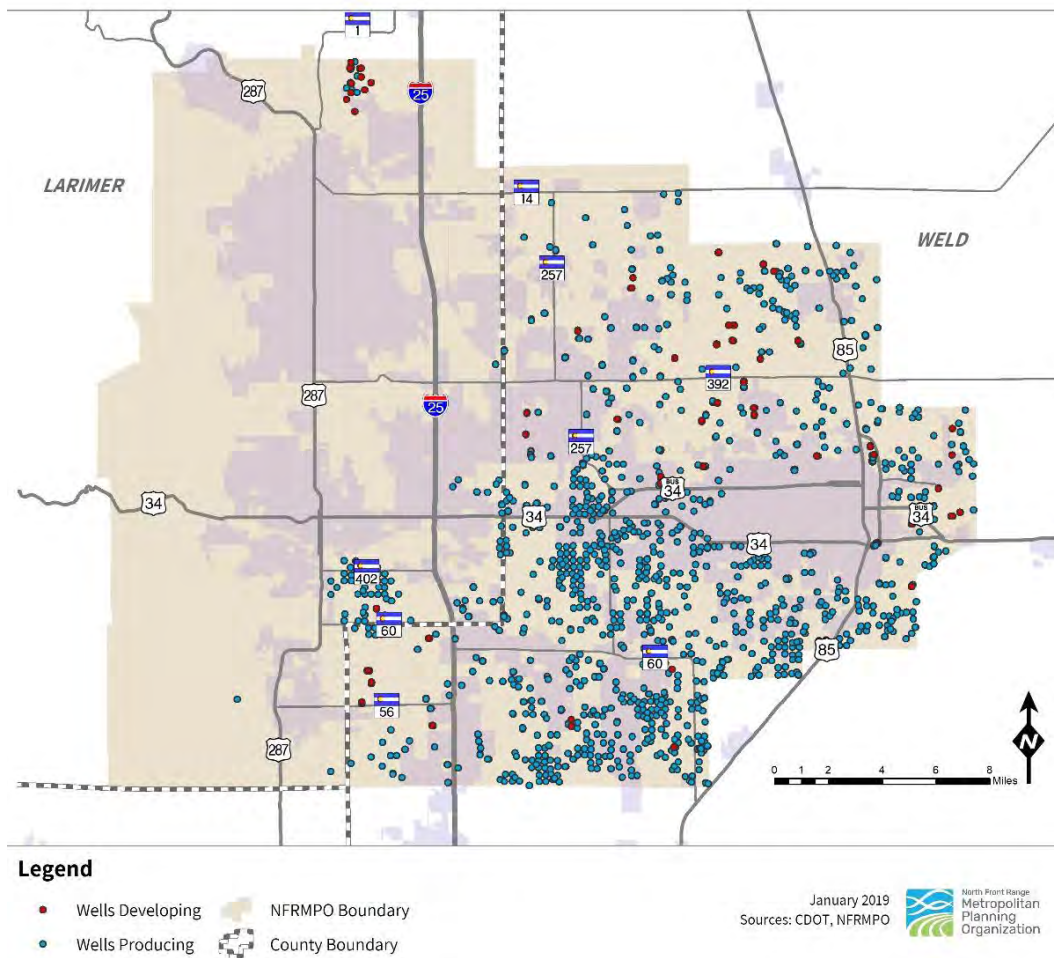 1
287
25
LARIMER
14
WELD
257
85
392
287
25
257
BUS
34
34
34
BUS
34
34
402
60
60
85
56
287
N
0 1 2 4 6 8
Miles
Legend
Wells Developing
NFRMPO Boundary
Wells Producing
County Boundary
January 2019
Sources: CDOT, NFRMPO
North Front Range
Metropolitan
Planning
Organization